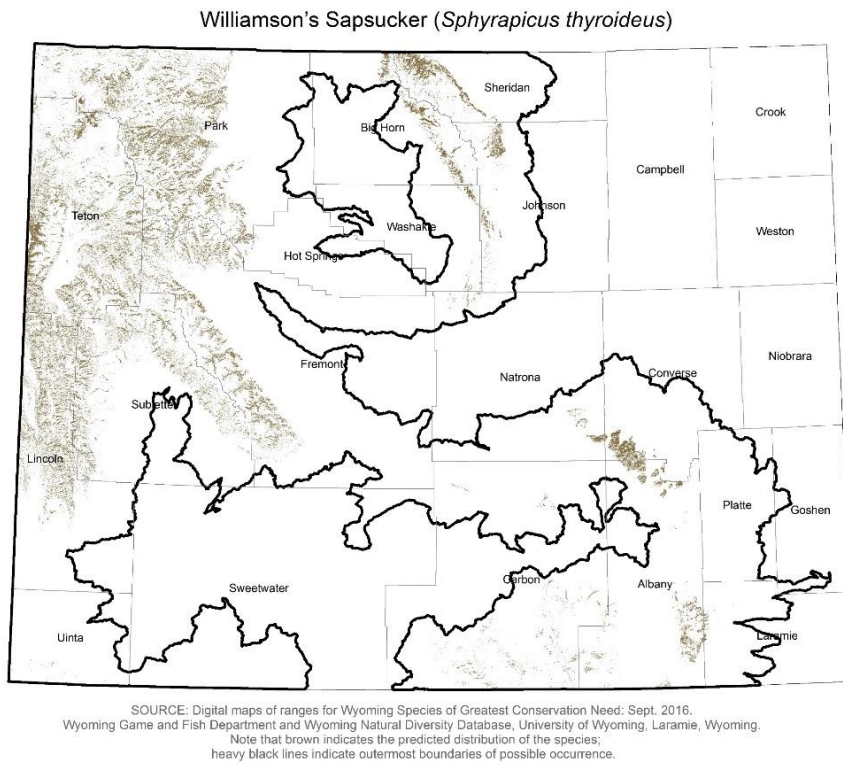 Williamson's Sapsucker (Sphyrapicus thyroideus)
Sheridan
Crook
Park
Big Horn
Campbell
Johnson
Teton
Washakie
Weston
Hot Springs
Fremont
Natrona
Converse
Niobrara
Sublette
Lincoln
Platte
Goshen
Sweetwater
Carbon
Albany
Uinta
Laramie
SOURCE: Digital maps of ranges for Wyoming Species of Greatest Conservation Need: Sept. 2016.
Wyoming Game and Fish Department and Wyoming Natural Diversity Database, University of Wyoming, Laramie, Wyoming.
Note that brown indicates the predicted distribution of the species;
heavy black lines indicate outermost boundaries of possible occurrence.